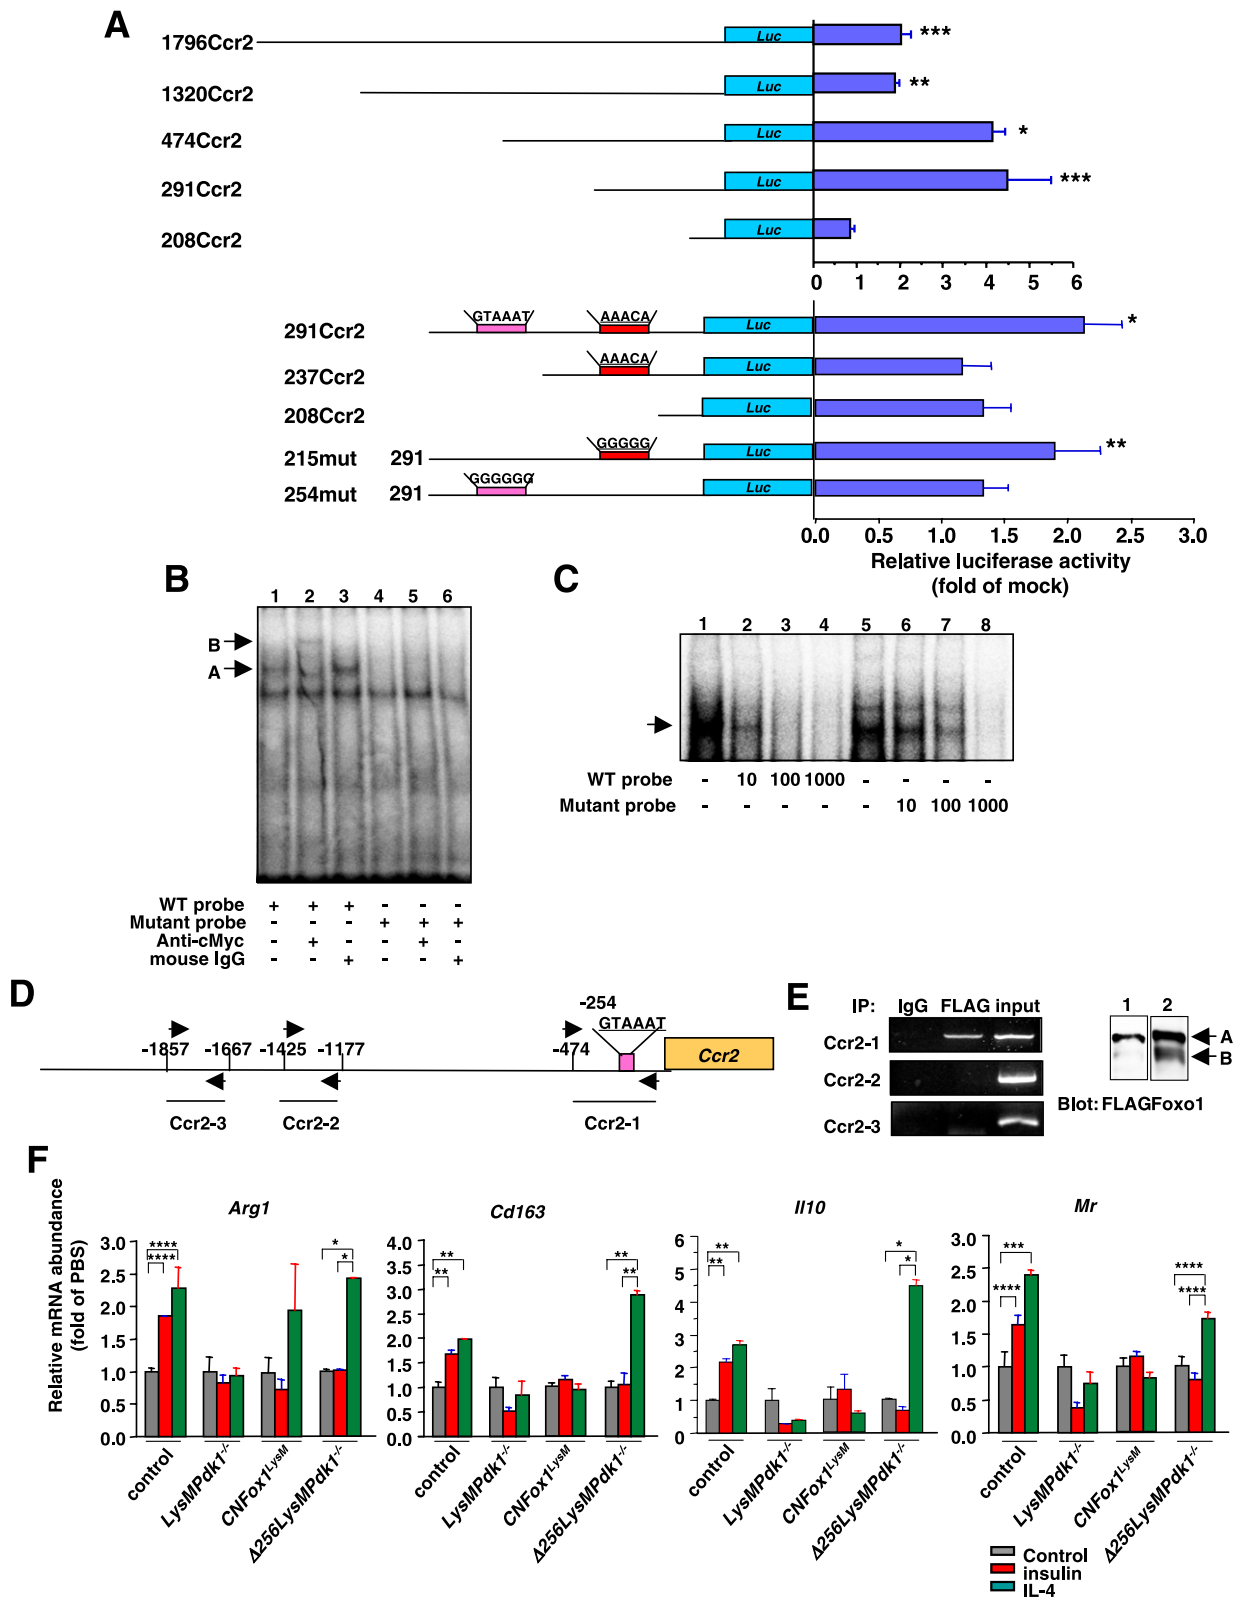 A
1796Ccr2 Luc ***
1320Ccr2 Luc **
474Ccr2 Luc *
291Ccr2 Luc ***
208Ccr2 Luc
0 1 2 3 4 5 6
GTAAAT AAACA
291Ccr2 Luc *
AAACA
237Ccr2 Luc
208Ccr2 Luc
GGGGG
215mut 291 Luc **
GGGGGG
254mut 291 Luc
0.0 0.5 1.0 1.5 2.0 2.5 3.0
Relative luciferase activity
(fold of mock)
B
1 2 3 4 5 6
B
A
WT probe + + + - - -
Mutant probe - - - + + +
Anti-cMyc - + - - + -
mouse IgG - - + - - +
C
1 2 3 4 5 6 7 8
WT probe - 10 100 1000 - - - -
Mutant probe - - - - - 10 100 1000
D
-254
GTAAAT
-1857 -1667 -1425 -1177 -474 Ccr2
Ccr2-3 Ccr2-2 Ccr2-1
E
IP: IgG FLAG input
Ccr2-1
Ccr2-2
Ccr2-3
1 2
A
B
Blot: FLAGFoxo1
F
Relative mRNA abundance
(fold of PBS)
Arg1
3.0
2.5
2.0
1.5
1.0
0.5
0.0
****
****
*
*
control LysMPdk1-/- CNFox1LysM Δ256LysMPdk1-/-
Cd163
4.0
3.5
3.0
2.5
2.0
1.5
1.0
0.5
0.0
**
**
**
**
control LysMPdk1-/- CNFox1LysM Δ256LysMPdk1-/-
Il10
6
5
4
3
2
1
0
**
**
*
*
control LysMPdk1-/- CNFox1LysM Δ256LysMPdk1-/-
Mr
3.0
2.5
2.0
1.5
1.0
0.5
0.0
***
****
****
****
control LysMPdk1-/- CNFox1LysM Δ256LysMPdk1-/-
Control
insulin
IL-4